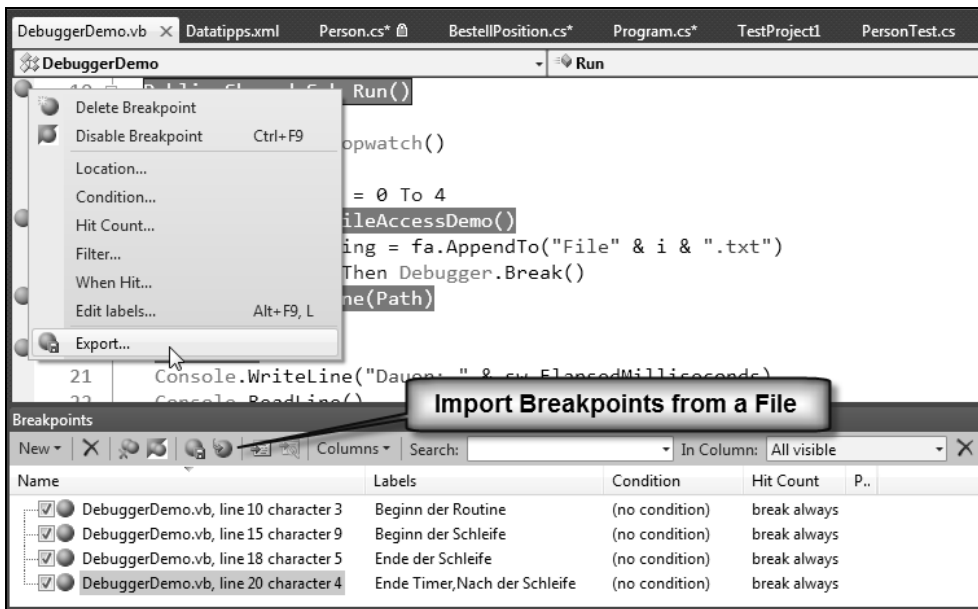 DebuggerDemo.vb Datatipps.xml Person.cs* BestellPosition.cs* Program.cs* TestProject1 PersonTest.cs
DebuggerDemo Run
Run()
Delete Breakpoint
Disable Breakpoint Ctrl+F9
opwatch()
Location...
Condition... = 0 To 4
Hit Count... ileAccessDemo()
ing = fa.AppendTo("File" & i & ".txt")
Filter...
Then Debugger.Break()
When Hit...
ne(Path)
Edit labels... Alt+F9, L
Export...
21 Console.WriteLine("Dauer: " & sw.ElapsedMilliseconds)
22 Console.ReadLine()
Import Breakpoints from a File
Breakpoints
New Columns Search: In Column: All visible
Name Labels Condition Hit Count P..
DebuggerDemo.vb, line 10 character 3 Beginn der Routine (no condition) break always
DebuggerDemo.vb, line 15 character 9 Beginn der Schleife (no condition) break always
DebuggerDemo.vb, line 18 character 5 Ende der Schleife (no condition) break always
DebuggerDemo.vb, line 20 character 4 Ende Timer,Nach der Schleife (no condition) break always